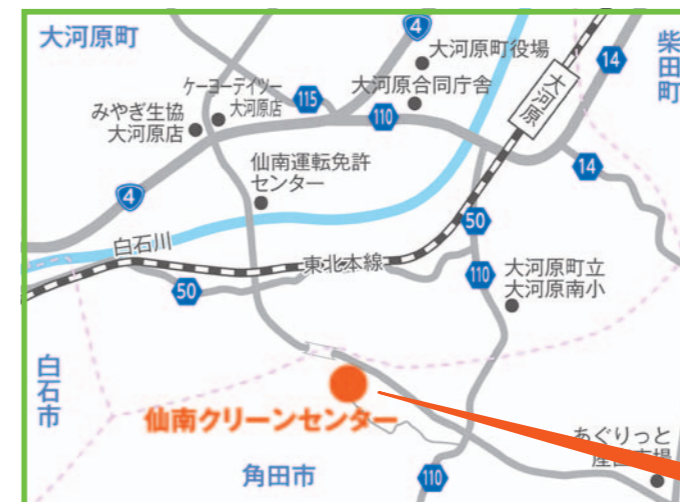 大河原町
4
大河原町役場
14
柴田町
ケーヨーデイツー
大河原店
115
大河原合同庁舎
大河原
みやぎ生協
大河原店
110
仙南運転免許
センター
14
4
50
白石川
東北本線
110
大河原町立
大河原南小
50
白石市
仙南クリーンセンター
あぐりっと
角田市
110